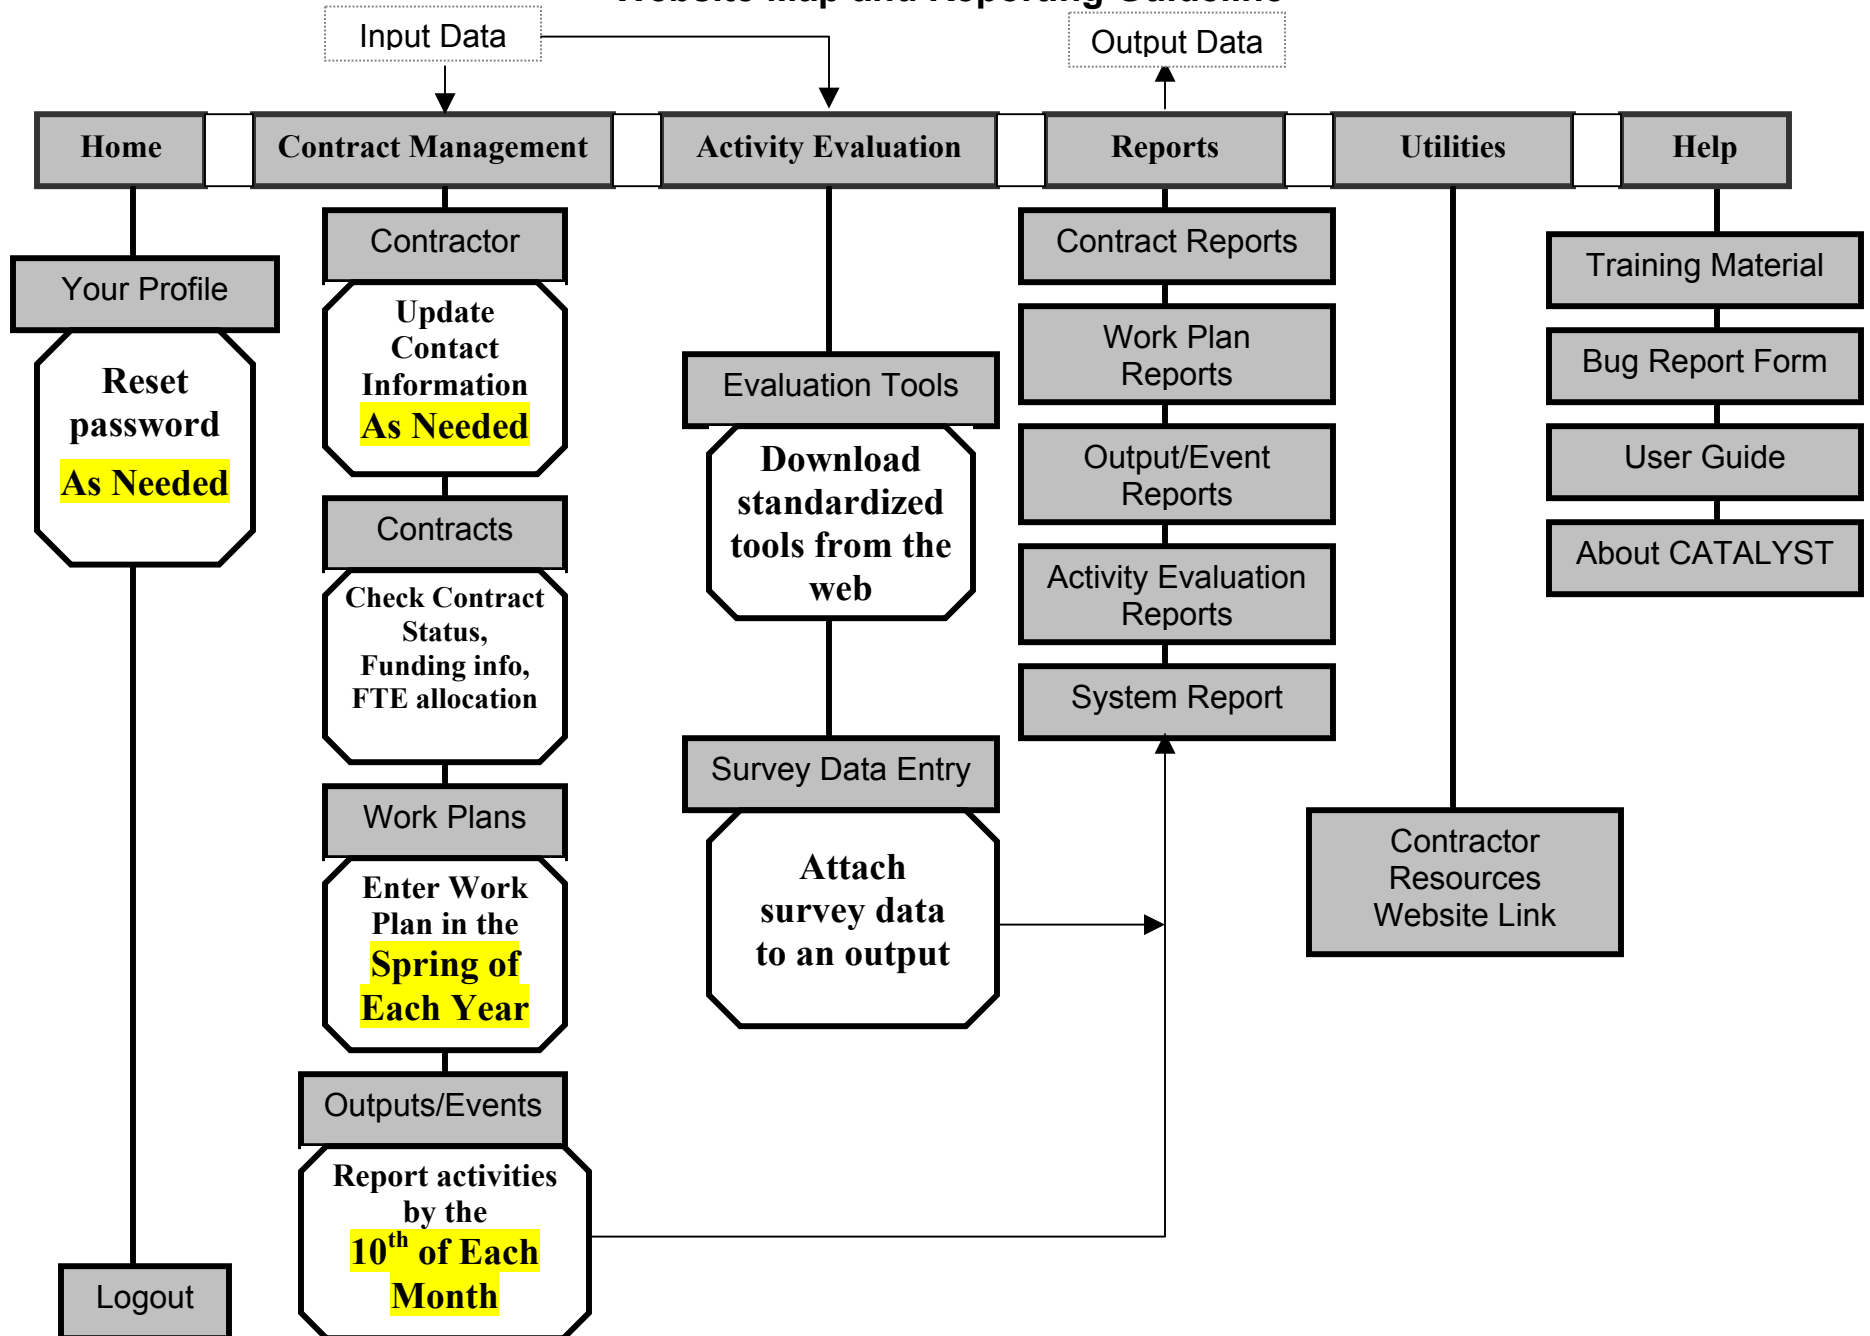 Website Map and Reporting Guideline
Input Data
Output Data
Home
Contract Management
Activity Evaluation
Reports
Utilities
Help
Your Profile
Reset
password
As Needed
Logout
Contractor
Update
Contact
Information
As Needed
Contracts
Check Contract
Status,
Funding info,
FTE allocation
Work Plans
Enter Work
Plan in the
Spring of
Each Year
Outputs/Events
Report activities
by the
10th of Each
Month
Evaluation Tools
Download
standardized
tools from the
web
Survey Data Entry
Attach
survey data
to an output
Contract Reports
Work Plan
Reports
Output/Event
Reports
Activity Evaluation
Reports
System Report
Contractor
Resources
Website Link
Training Material
Bug Report Form
User Guide
About CATALYST